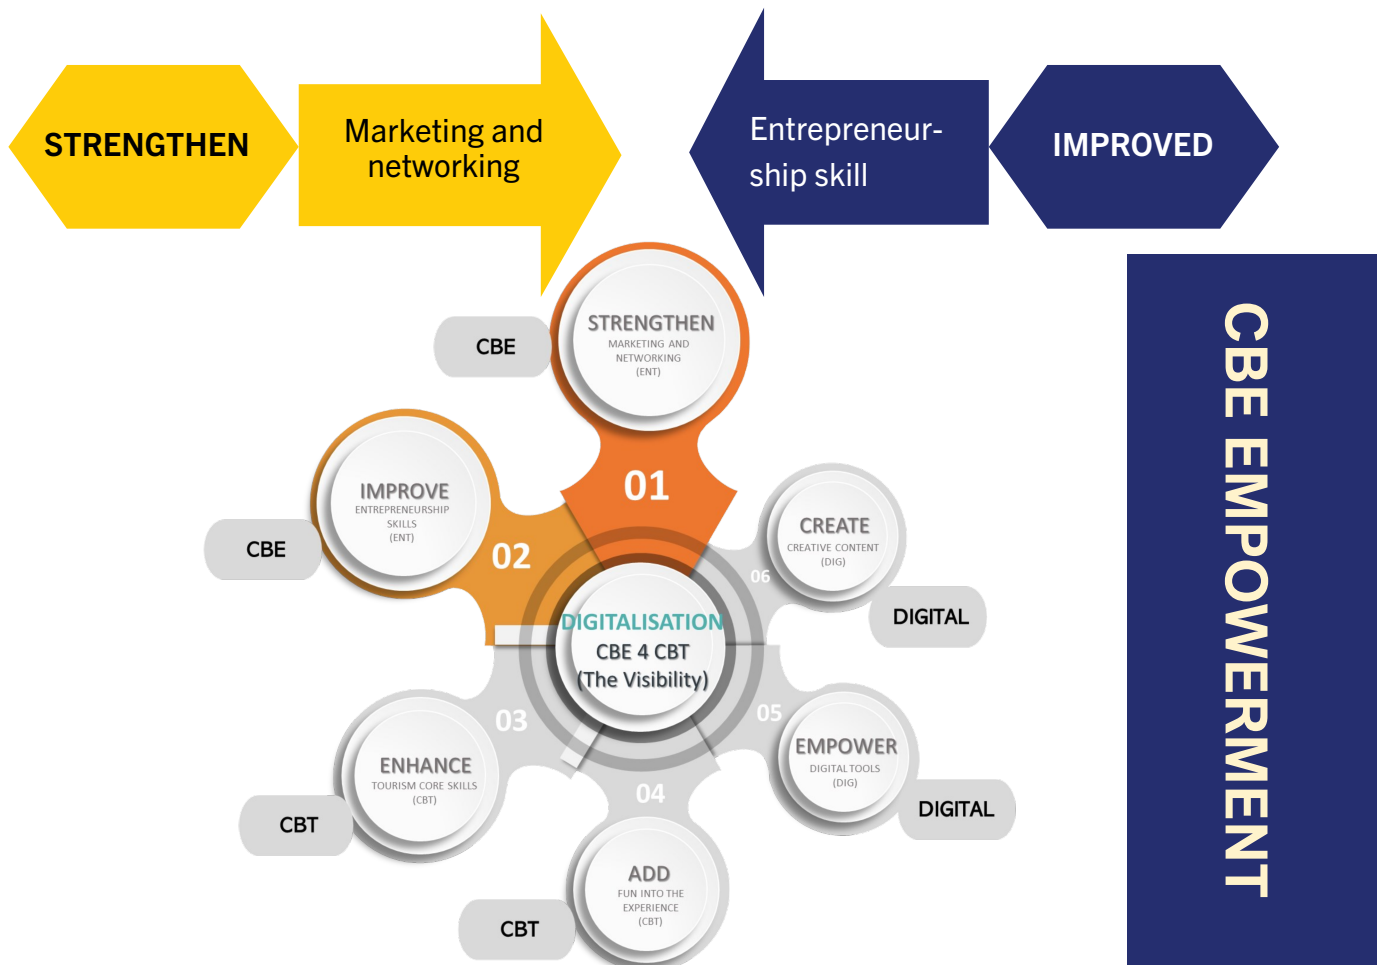 STRENGTHEN
Marketing and
networking
Entrepreneur-
ship skill
IMPROVED
CBE EMPOWERMENT
STRENGTHEN
MARKETING AND
NETWORKING
(ENT)
CBE
01
IMPROVE
ENTREPRENEURSHIP
SKILLS
(ENT)
CBE
02
ENHANCE
TOURISM CORE SKILLS
(CBT)
CBT
03
ADD
FUN INTO THE
EXPERIENCE
(CBT)
CBT
04
EMPOWER
DIGITAL TOOLS
(DIG)
DIGITAL
05
CREATE
CREATIVE CONTENT
(DIG)
DIGITAL
06
DIGITALISATION
CBE 4 CBT
(The Visibility)